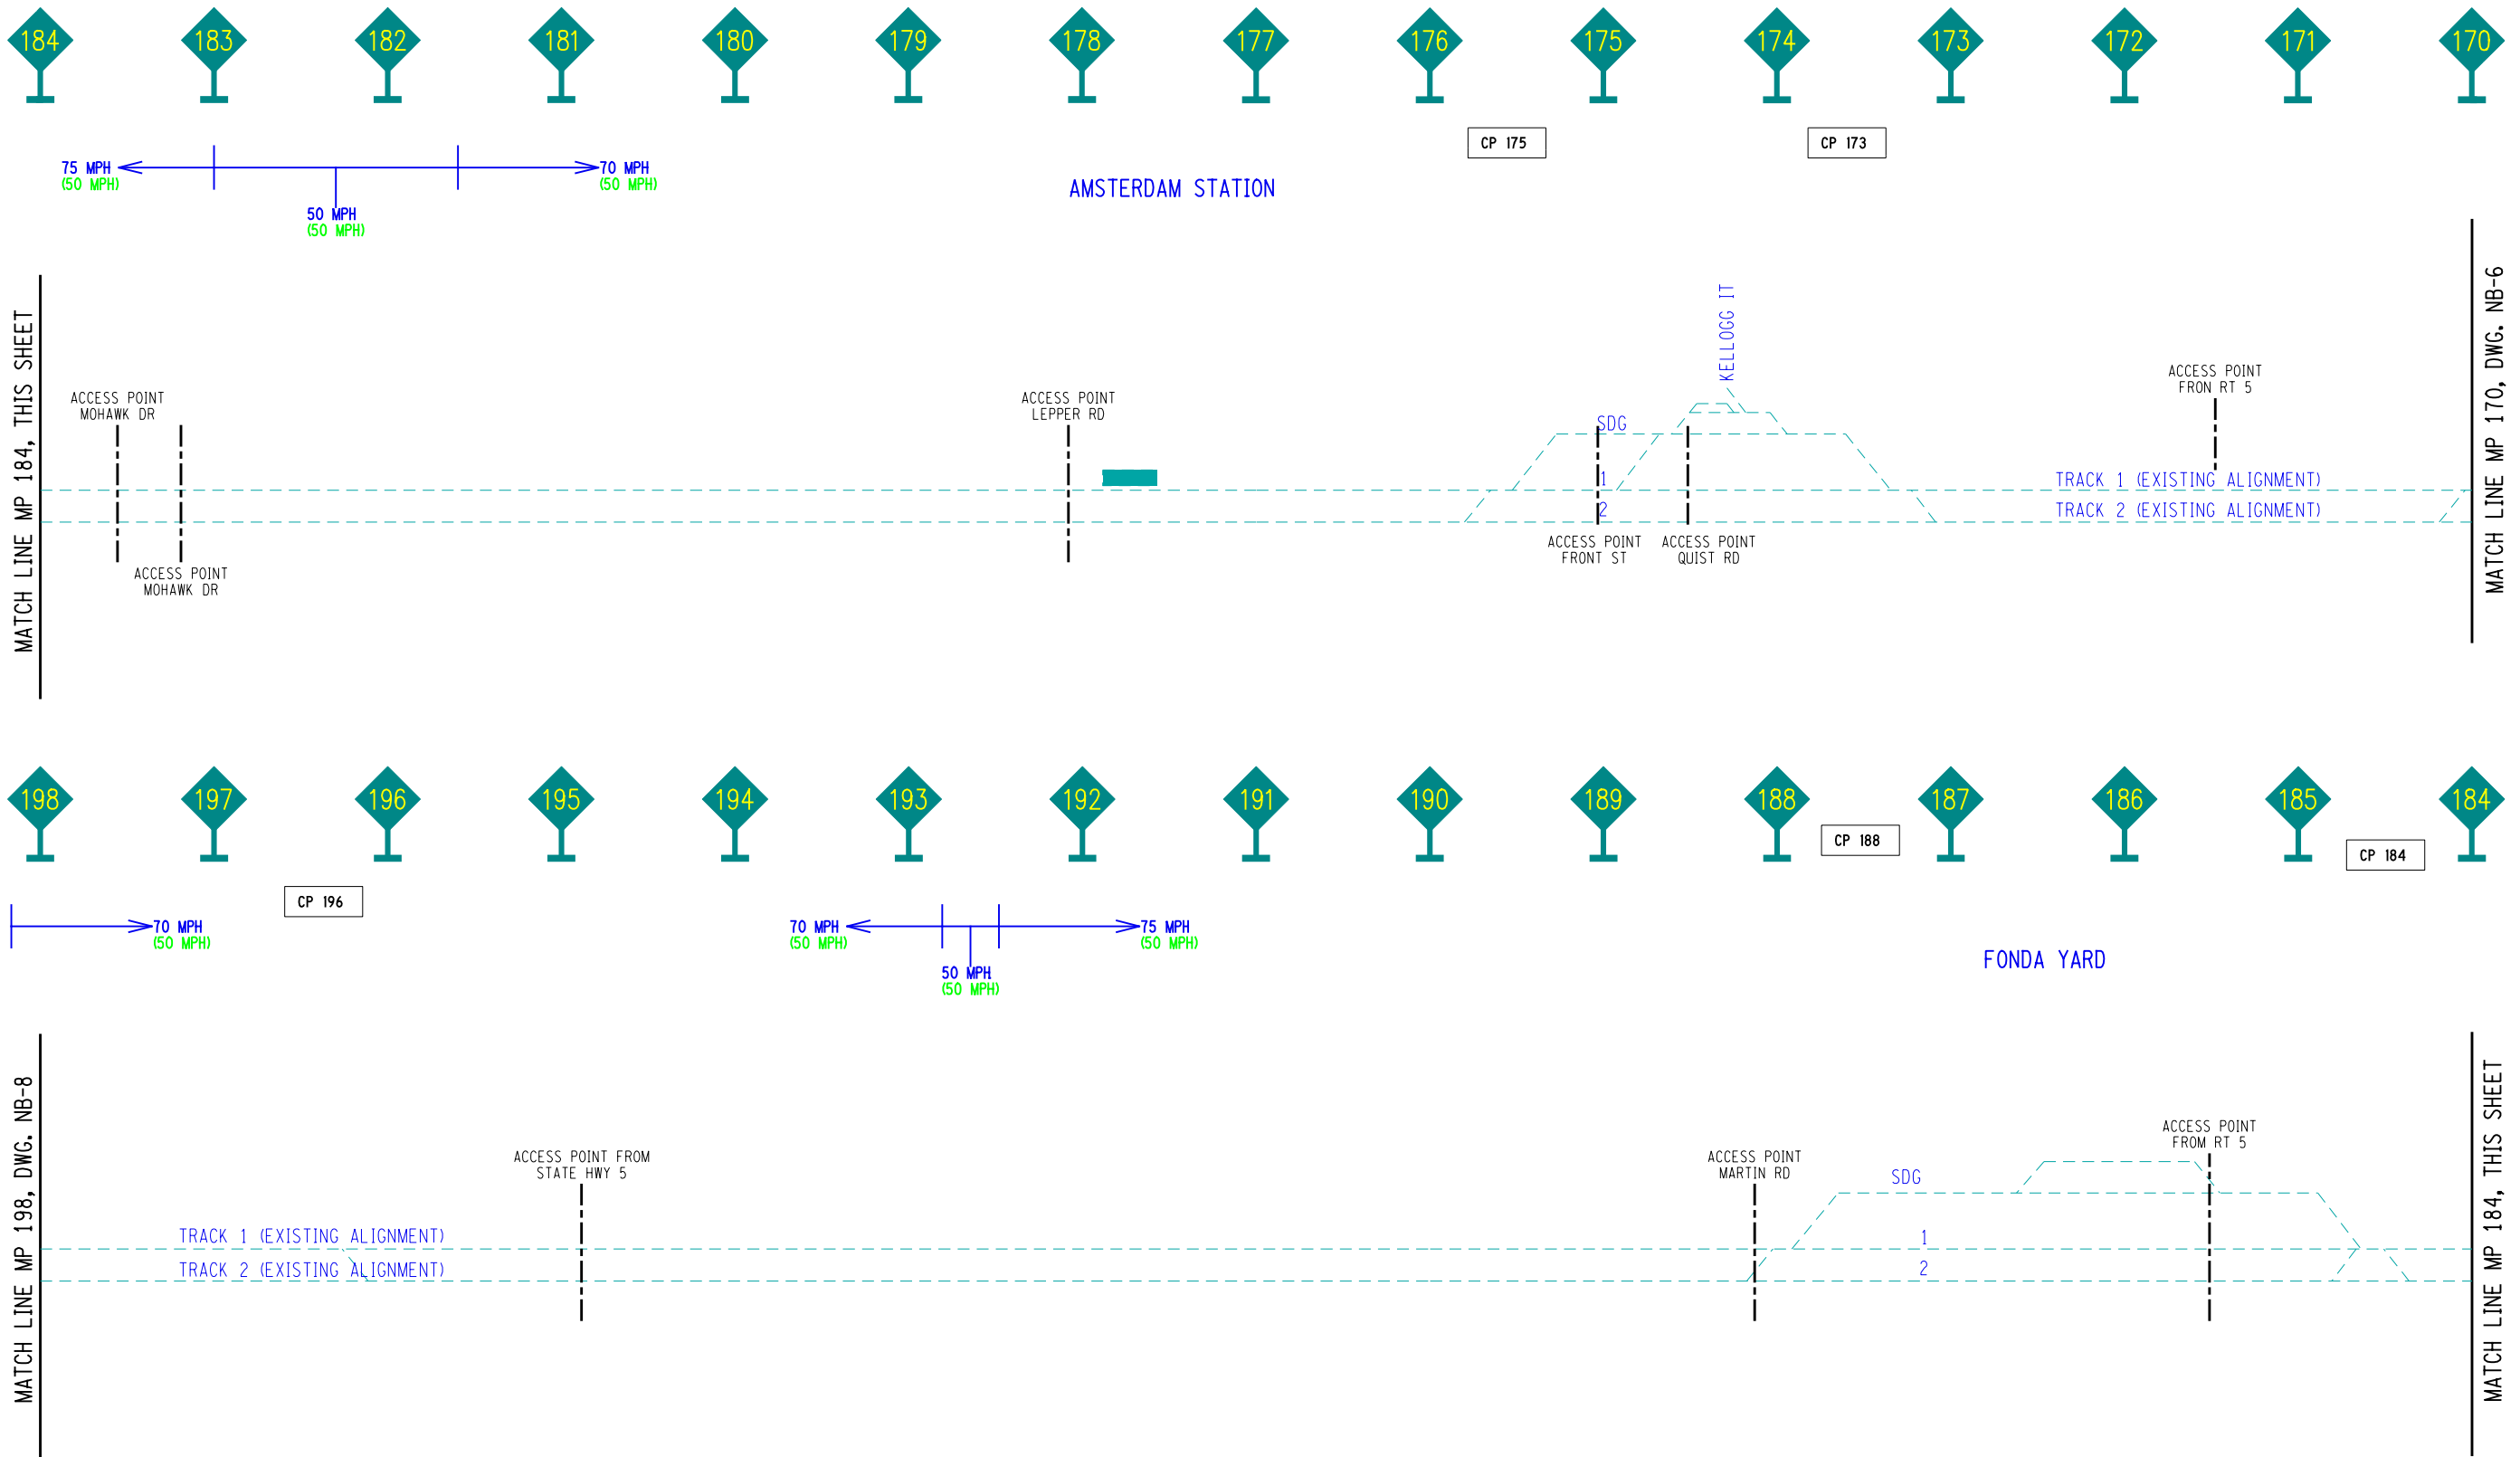 184 183 182 181 180 179 178 177 176 175 174 173 172 171 170
CP 175
CP 173
75 MPH
(50 MPH)
50 MPH
(50 MPH)
70 MPH
(50 MPH)
AMSTERDAM STATION
MATCH LINE MP 184, THIS SHEET
MATCH LINE MP 170, DWG. NB-6
KELLOGG IT
ACCESS POINT
MOHAWK DR
ACCESS POINT
MOHAWK DR
ACCESS POINT
LEPPER RD
SDG
1
2
ACCESS POINT
FRONT ST
ACCESS POINT
QUIST RD
ACCESS POINT
FRON RT 5
TRACK 1 (EXISTING ALIGNMENT)
TRACK 2 (EXISTING ALIGNMENT)
198 197 196 195 194 193 192 191 190 189 188 187 186 185 184
CP 196
CP 188
CP 184
70 MPH
(50 MPH)
70 MPH
(50 MPH)
50 MPH
(50 MPH)
75 MPH
(50 MPH)
FONDA YARD
MATCH LINE MP 198, DWG. NB-8
MATCH LINE MP 184, THIS SHEET
ACCESS POINT FROM
STATE HWY 5
ACCESS POINT
MARTIN RD
ACCESS POINT
FROM RT 5
SDG
1
2
TRACK 1 (EXISTING ALIGNMENT)
TRACK 2 (EXISTING ALIGNMENT)